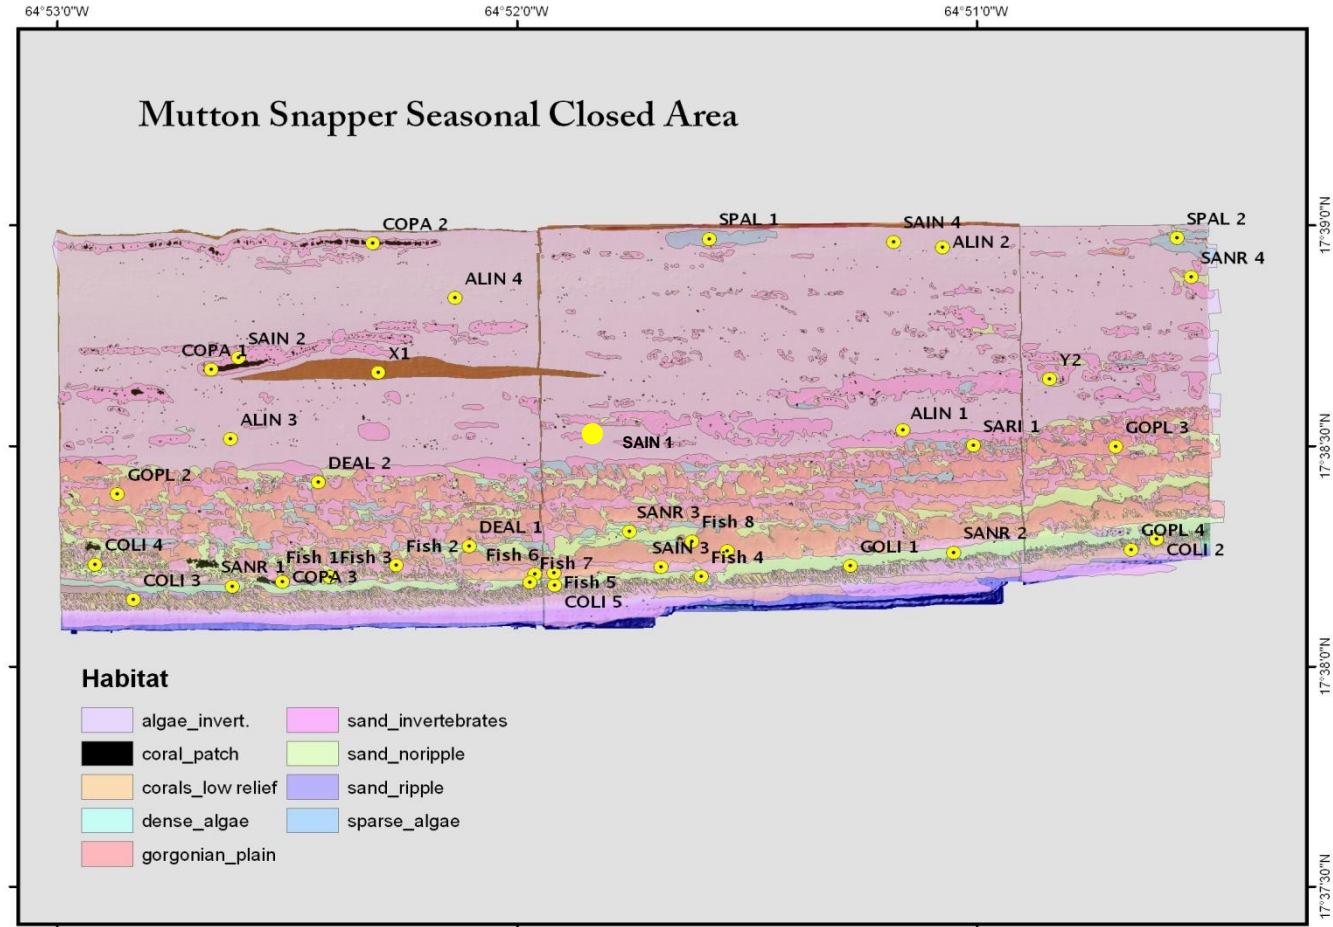 64°53'0"W 64°52'0"W 64°51'0"W
Mutton Snapper Seasonal Closed Area
COPA 2
SPAL 1
SAIN 4
SPAL 2
17°39'0"N
ALIN 2
SANR 4
ALIN 4
SAIN 2
COPA 1
X1
Y2
ALIN 3
ALIN 1
SAIN 1
SARI 1
GOPL 3
17°38'30"N
DEAL 2
GOPL 2
SANR 3
Fish 8
DEAL 1
SANR 2
GOPL 4
COLI 4
Fish 2
SAIN 3
COLI 1
COLI 2
Fish 1
Fish 3
Fish 6
Fish 4
Fish 7
SANR 1
COLI 3
COPA 3
Fish 5
COLI 5
17°38'0"N
Habitat
algae_invert.
coral_patch
corals_low relief
dense_algae
gorgonian_plain
sand_invertebrates
sand_noripple
sand_ripple
sparse_algae
17°37'30"N